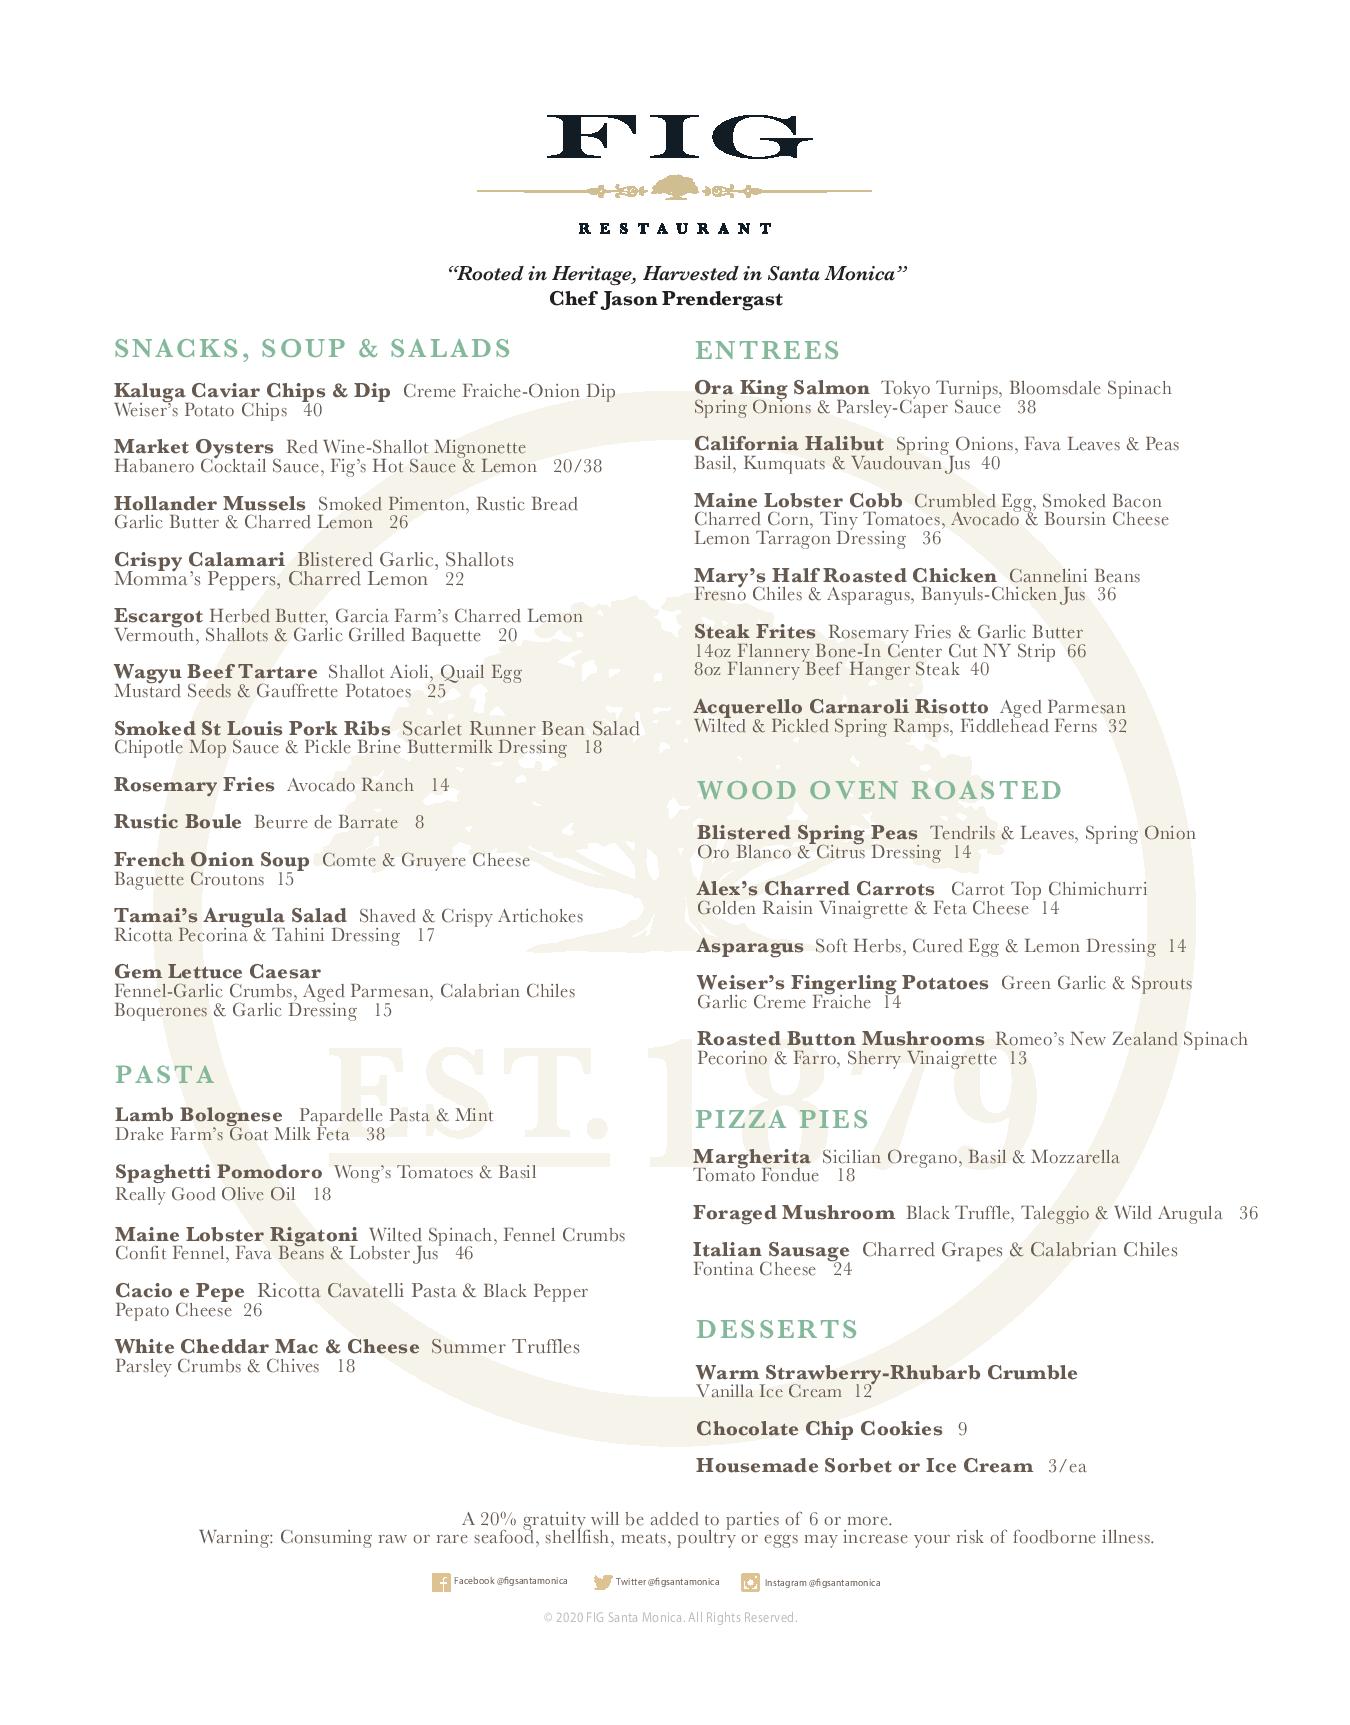 FIG
RESTAURANT
“Rooted in Heritage, Harvested in Santa Monica”
Chef Jason Prendergast
SNACKS, SOUP & SALADS
Kaluga Caviar Chips & Dip Creme Fraiche-Onion Dip
Weiser’s Potato Chips 40
Market Oysters Red Wine-Shallot Mignonette
Habanero Cocktail Sauce, Fig’s Hot Sauce & Lemon 20/38
Hollander Mussels Smoked Pimenton, Rustic Bread
Garlic Butter & Charred Lemon 26
Crispy Calamari Blistered Garlic, Shallots
Momma’s Peppers, Charred Lemon 22
Escargot Herbed Butter, Garcia Farm’s Charred Lemon
Vermouth, Shallots & Garlic Grilled Baquette 20
Wagyu Beef Tartare Shallot Aioli, Quail Egg
Mustard Seeds & Gauffrette Potatoes 25
Smoked St Louis Pork Ribs Scarlet Runner Bean Salad
Chipotle Mop Sauce & Pickle Brine Buttermilk Dressing 18
Rosemary Fries Avocado Ranch 14
Rustic Boule Beurre de Barrate 8
French Onion Soup Comte & Gruyere Cheese
Baguette Croutons 15
Tamai’s Arugula Salad Shaved & Crispy Artichokes
Ricotta Pecorina & Tahini Dressing 17
Gem Lettuce Caesar
Fennel-Garlic Crumbs, Aged Parmesan, Calabrian Chiles
Boquerones & Garlic Dressing 15
PASTA
Lamb Bolognese Papardelle Pasta & Mint
Drake Farm’s Goat Milk Feta 38
Spaghetti Pomodoro Wong’s Tomatoes & Basil
Really Good Olive Oil 18
Maine Lobster Rigatoni Wilted Spinach, Fennel Crumbs
Confit Fennel, Fava Beans & Lobster Jus 46
Cacio e Pepe Ricotta Cavatelli Pasta & Black Pepper
Pepato Cheese 26
White Cheddar Mac & Cheese Summer Truffles
Parsley Crumbs & Chives 18
ENTREES
Ora King Salmon Tokyo Turnips, Bloomsdale Spinach
Spring Onions & Parsley-Caper Sauce 38
California Halibut Spring Onions, Fava Leaves & Peas
Basil, Kumquats & Vaudouvan Jus 40
Maine Lobster Cobb Crumbled Egg, Smoked Bacon
Charred Corn, Tiny Tomatoes, Avocado & Boursin Cheese
Lemon Tarragon Dressing 36
Mary’s Half Roasted Chicken Cannelini Beans
Fresno Chiles & Asparagus, Banyuls-Chicken Jus 36
Steak Frites Rosemary Fries & Garlic Butter
14oz Flannery Bone-In Center Cut NY Strip 66
8oz Flannery Beef Hanger Steak 40
Acquerello Carnaroli Risotto Aged Parmesan
Wilted & Pickled Spring Ramps, Fiddlehead Ferns 32
WOOD OVEN ROASTED
Blistered Spring Peas Tendrils & Leaves, Spring Onion
Oro Blanco & Citrus Dressing 14
Alex’s Charred Carrots Carrot Top Chimichurri
Golden Raisin Vinaigrette & Feta Cheese 14
Asparagus Soft Herbs, Cured Egg & Lemon Dressing 14
Weiser’s Fingerling Potatoes Green Garlic & Sprouts
Garlic Creme Fraiche 14
Roasted Button Mushrooms Romeo’s New Zealand Spinach
Pecorino & Farro, Sherry Vinaigrette 13
PIZZA PIES
Margherita Sicilian Oregano, Basil & Mozzarella
Tomato Fondue 18
Foraged Mushroom Black Truffle, Taleggio & Wild Arugula 36
Italian Sausage Charred Grapes & Calabrian Chiles
Fontina Cheese 24
DESSERTS
Warm Strawberry-Rhubarb Crumble
Vanilla Ice Cream 12
Chocolate Chip Cookies 9
Housemade Sorbet or Ice Cream 3/ea
EST. 1879
A 20% gratuity will be added to parties of 6 or more.
Warning: Consuming raw or rare seafood, shellfish, meats, poultry or eggs may increase your risk of foodborne illness.
Facebook @figsantamonica Twitter @figsantamonica Instagram @figsantamonica
© 2020 FIG Santa Monica. All Rights Reserved.